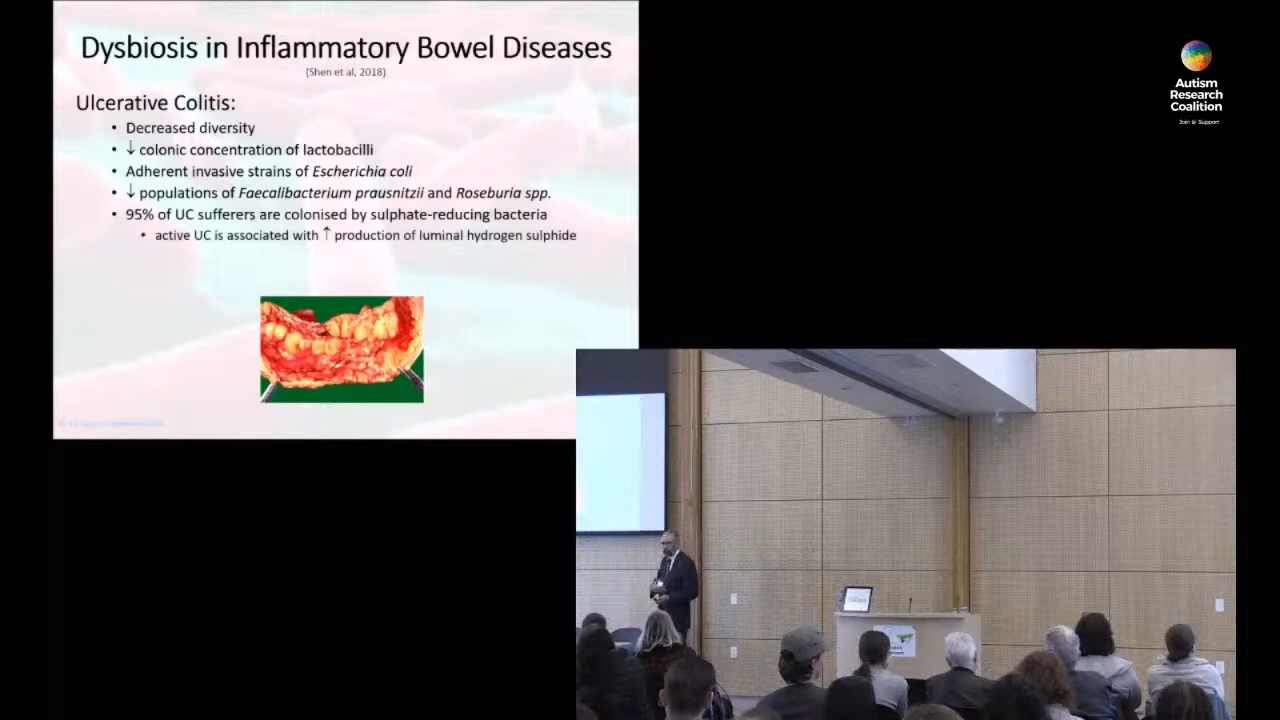 Dysbiosis in Inflammatory Bowel Diseases
(Shen et al, 2018)
Ulcerative Colitis:
• Decreased diversity
• ↓ colonic concentration of lactobacilli
• Adherent invasive strains of Escherichia coli
• ↓ populations of Faecalibacterium prausnitzii and Roseburia spp.
• 95% of UC sufferers are colonised by sulphate-reducing bacteria
• active UC is associated with ↑ production of luminal hydrogen sulphide
Autism
Research
Coalition
Join Support